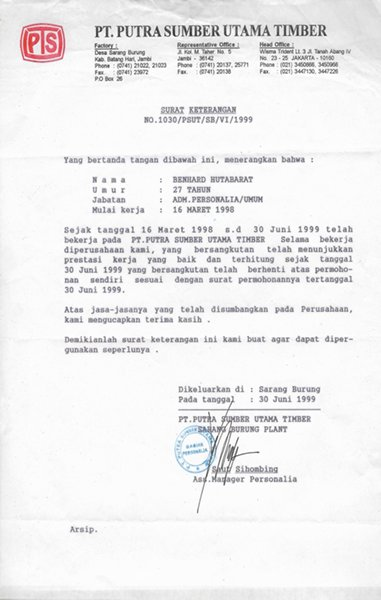 PTS
PT. PUTRA SUMBER UTAMA TIMBER
Factory :
Desa Sarang Burung
Kab. Batang Hari, Jambi
Phone : (0741) 21022, 21023
Fax : (0741) 23972
P.O Box 26
Representative Office :
Jl. Kol. M. Taher No. 5
Jambi - 36142
Phone : (0741) 20137, 25771
Fax. : (0741) 20138
Head Office :
Wisma Trident Lt. 3 Jl. Tanah Abang IV
No. 23 - 25 JAKARTA - 10160
Phone : (021) 3450866, 3450968
Fax : (021) 3447130, 3447226
SURAT KETERANGAN
NO.1030/PSUT/SB/VI/1999
Yang bertanda tangan dibawah ini, menerangkan bahwa :
N a m a : BENHARD HUTABARAT
U m u r : 27 TAHUN
Jabatan : ADM.PERSONALIA/UMUM
Mulai kerja : 16 MARET 1998
Sejak tanggal 16 Maret 1998 s.d 30 Juni 1999 telah
bekerja pada PT.PUTRA SUMBER UTAMA TIMBER Selama bekerja
diperusahaan kami, yang bersangkutan telah menunjukkan
prestasi kerja yang baik dan terhitung sejak tanggal
30 Juni 1999 yang bersangkutan telah berhenti atas permoho-
nan sendiri sesuai dengan surat permohonannya tertanggal
30 Juni 1999.
Atas jasa-jasanya yang telah disumbangkan pada Perusahaan,
kami mengucapkan terima kasih .
Demikianlah surat keterangan ini kami buat agar dapat diper-
gunakan seperlunya .
Dikeluarkan di : Sarang Burung
Pada tanggal : 30 Juni 1999
PT.PUTRA SUMBER UTAMA TIMBER
SARANG BURUNG PLANT
PERSONALIA
Saut Sihombing
Ass.Manager Personalia
Arsip.